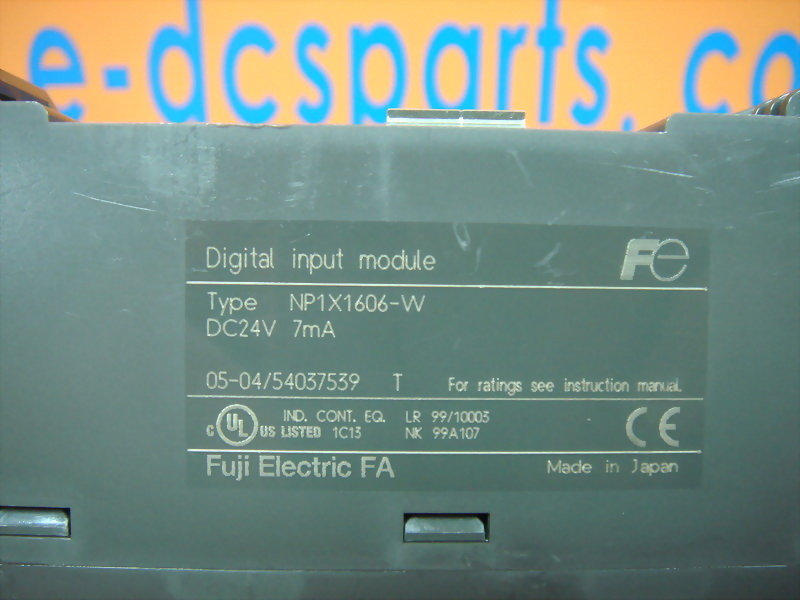 e-dcsparts.co
Digital input module
Fe
Type NP1X1606-W
DC24V 7mA
05-04/54037539 T For ratings see instruction manual.
C UL US LISTED IND. CONT. EQ. 1C13
LR 99/10003
NK 99A107
CE
Fuji Electric FA
Made in Japan